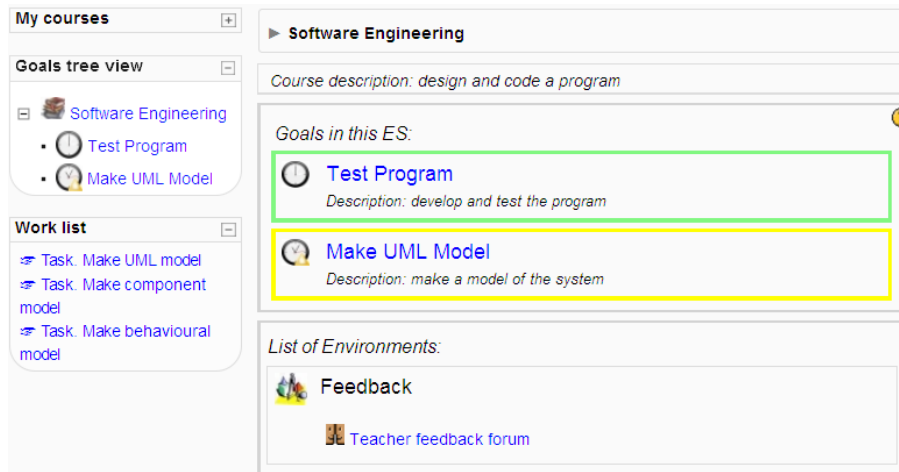 My courses
Goals tree view
Software Engineering
Test Program
Make UML Model
Work list
Task. Make UML model
Task. Make component
model
Task. Make behavioural
model
Software Engineering
Course description: design and code a program
Goals in this ES:
Test Program
Description: develop and test the program
Make UML Model
Description: make a model of the system
List of Environments:
Feedback
Teacher feedback forum